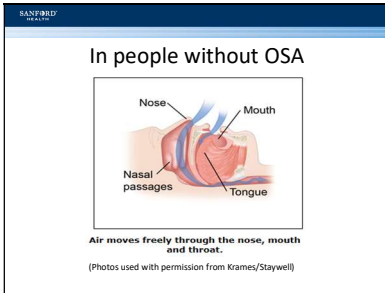 SANFORD
HEALTH
In people without OSA
Nose
Mouth
Nasal
passages
Tongue
Air moves freely through the nose, mouth
and throat.
(Photos used with permission from Krames/Staywell)